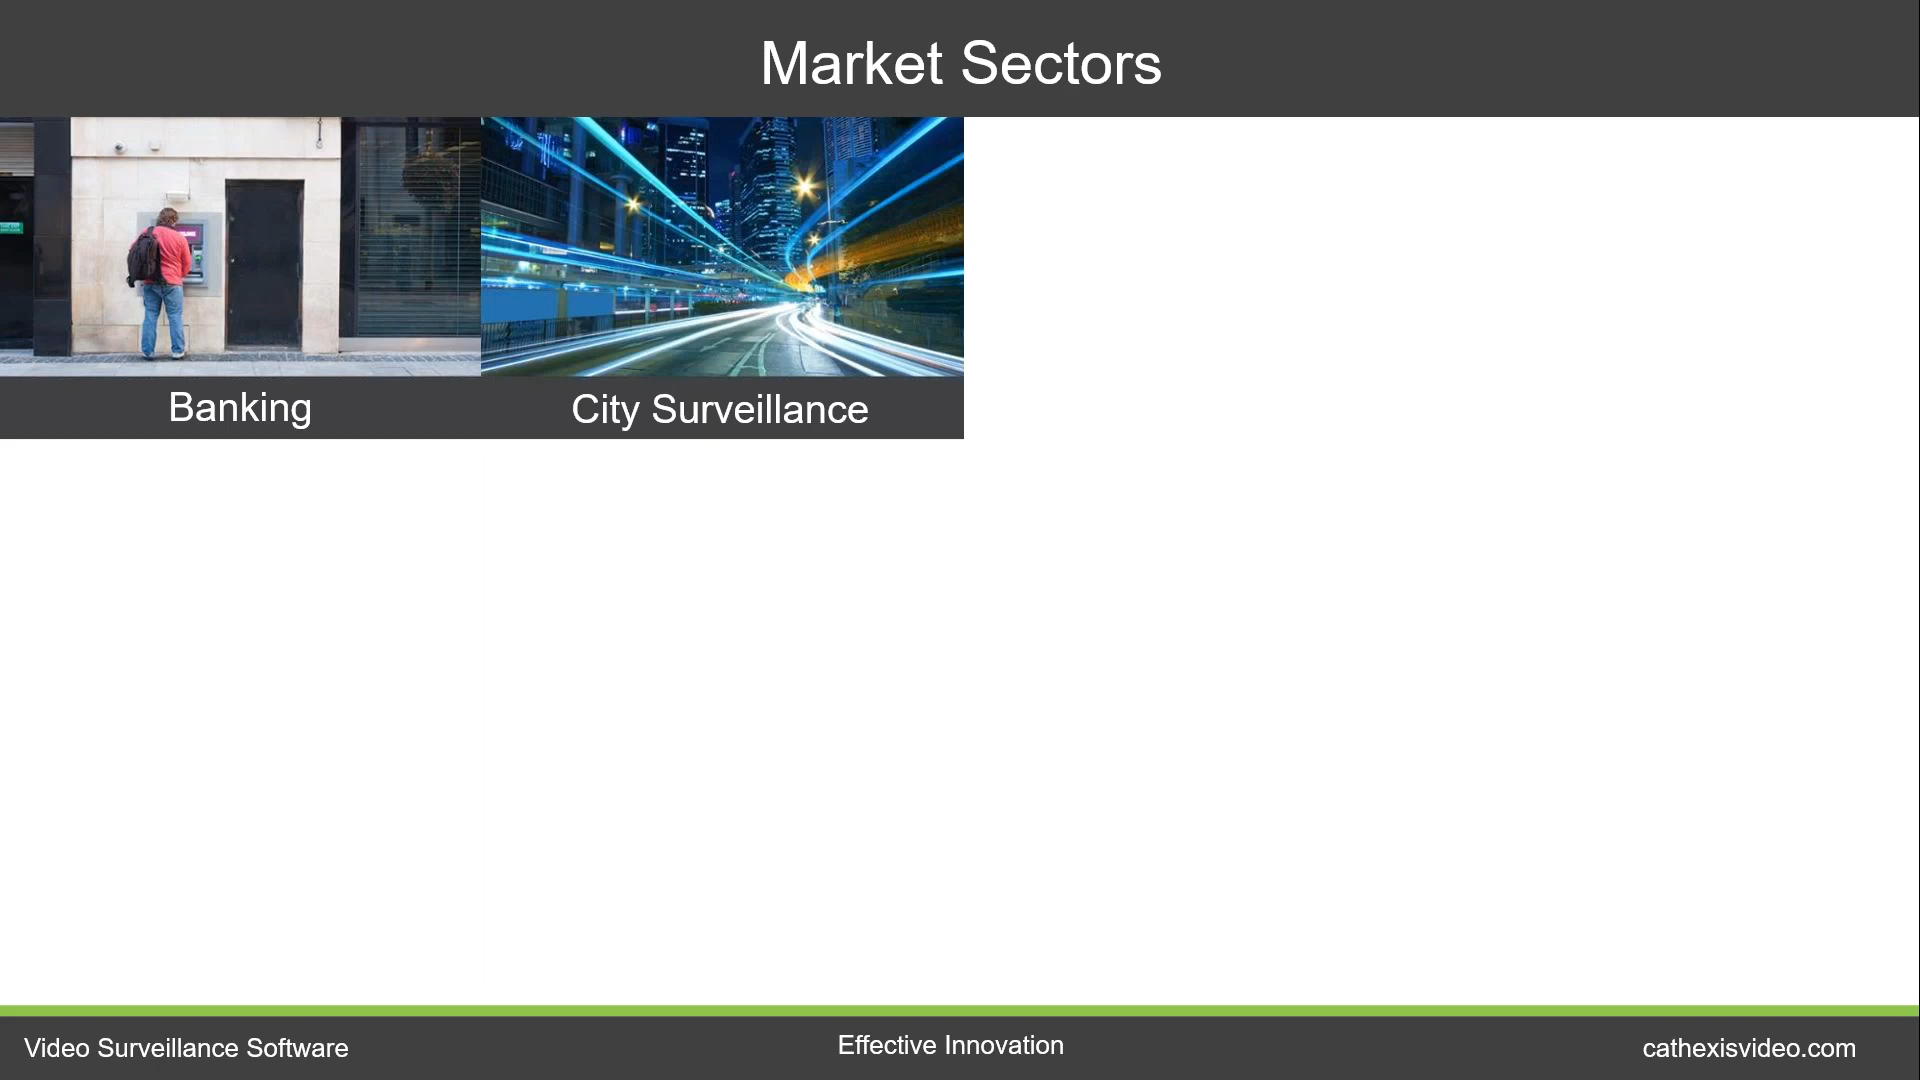 Market Sectors
Banking
City Surveillance
Video Surveillance Software
Effective Innovation
cathexisvideo.com